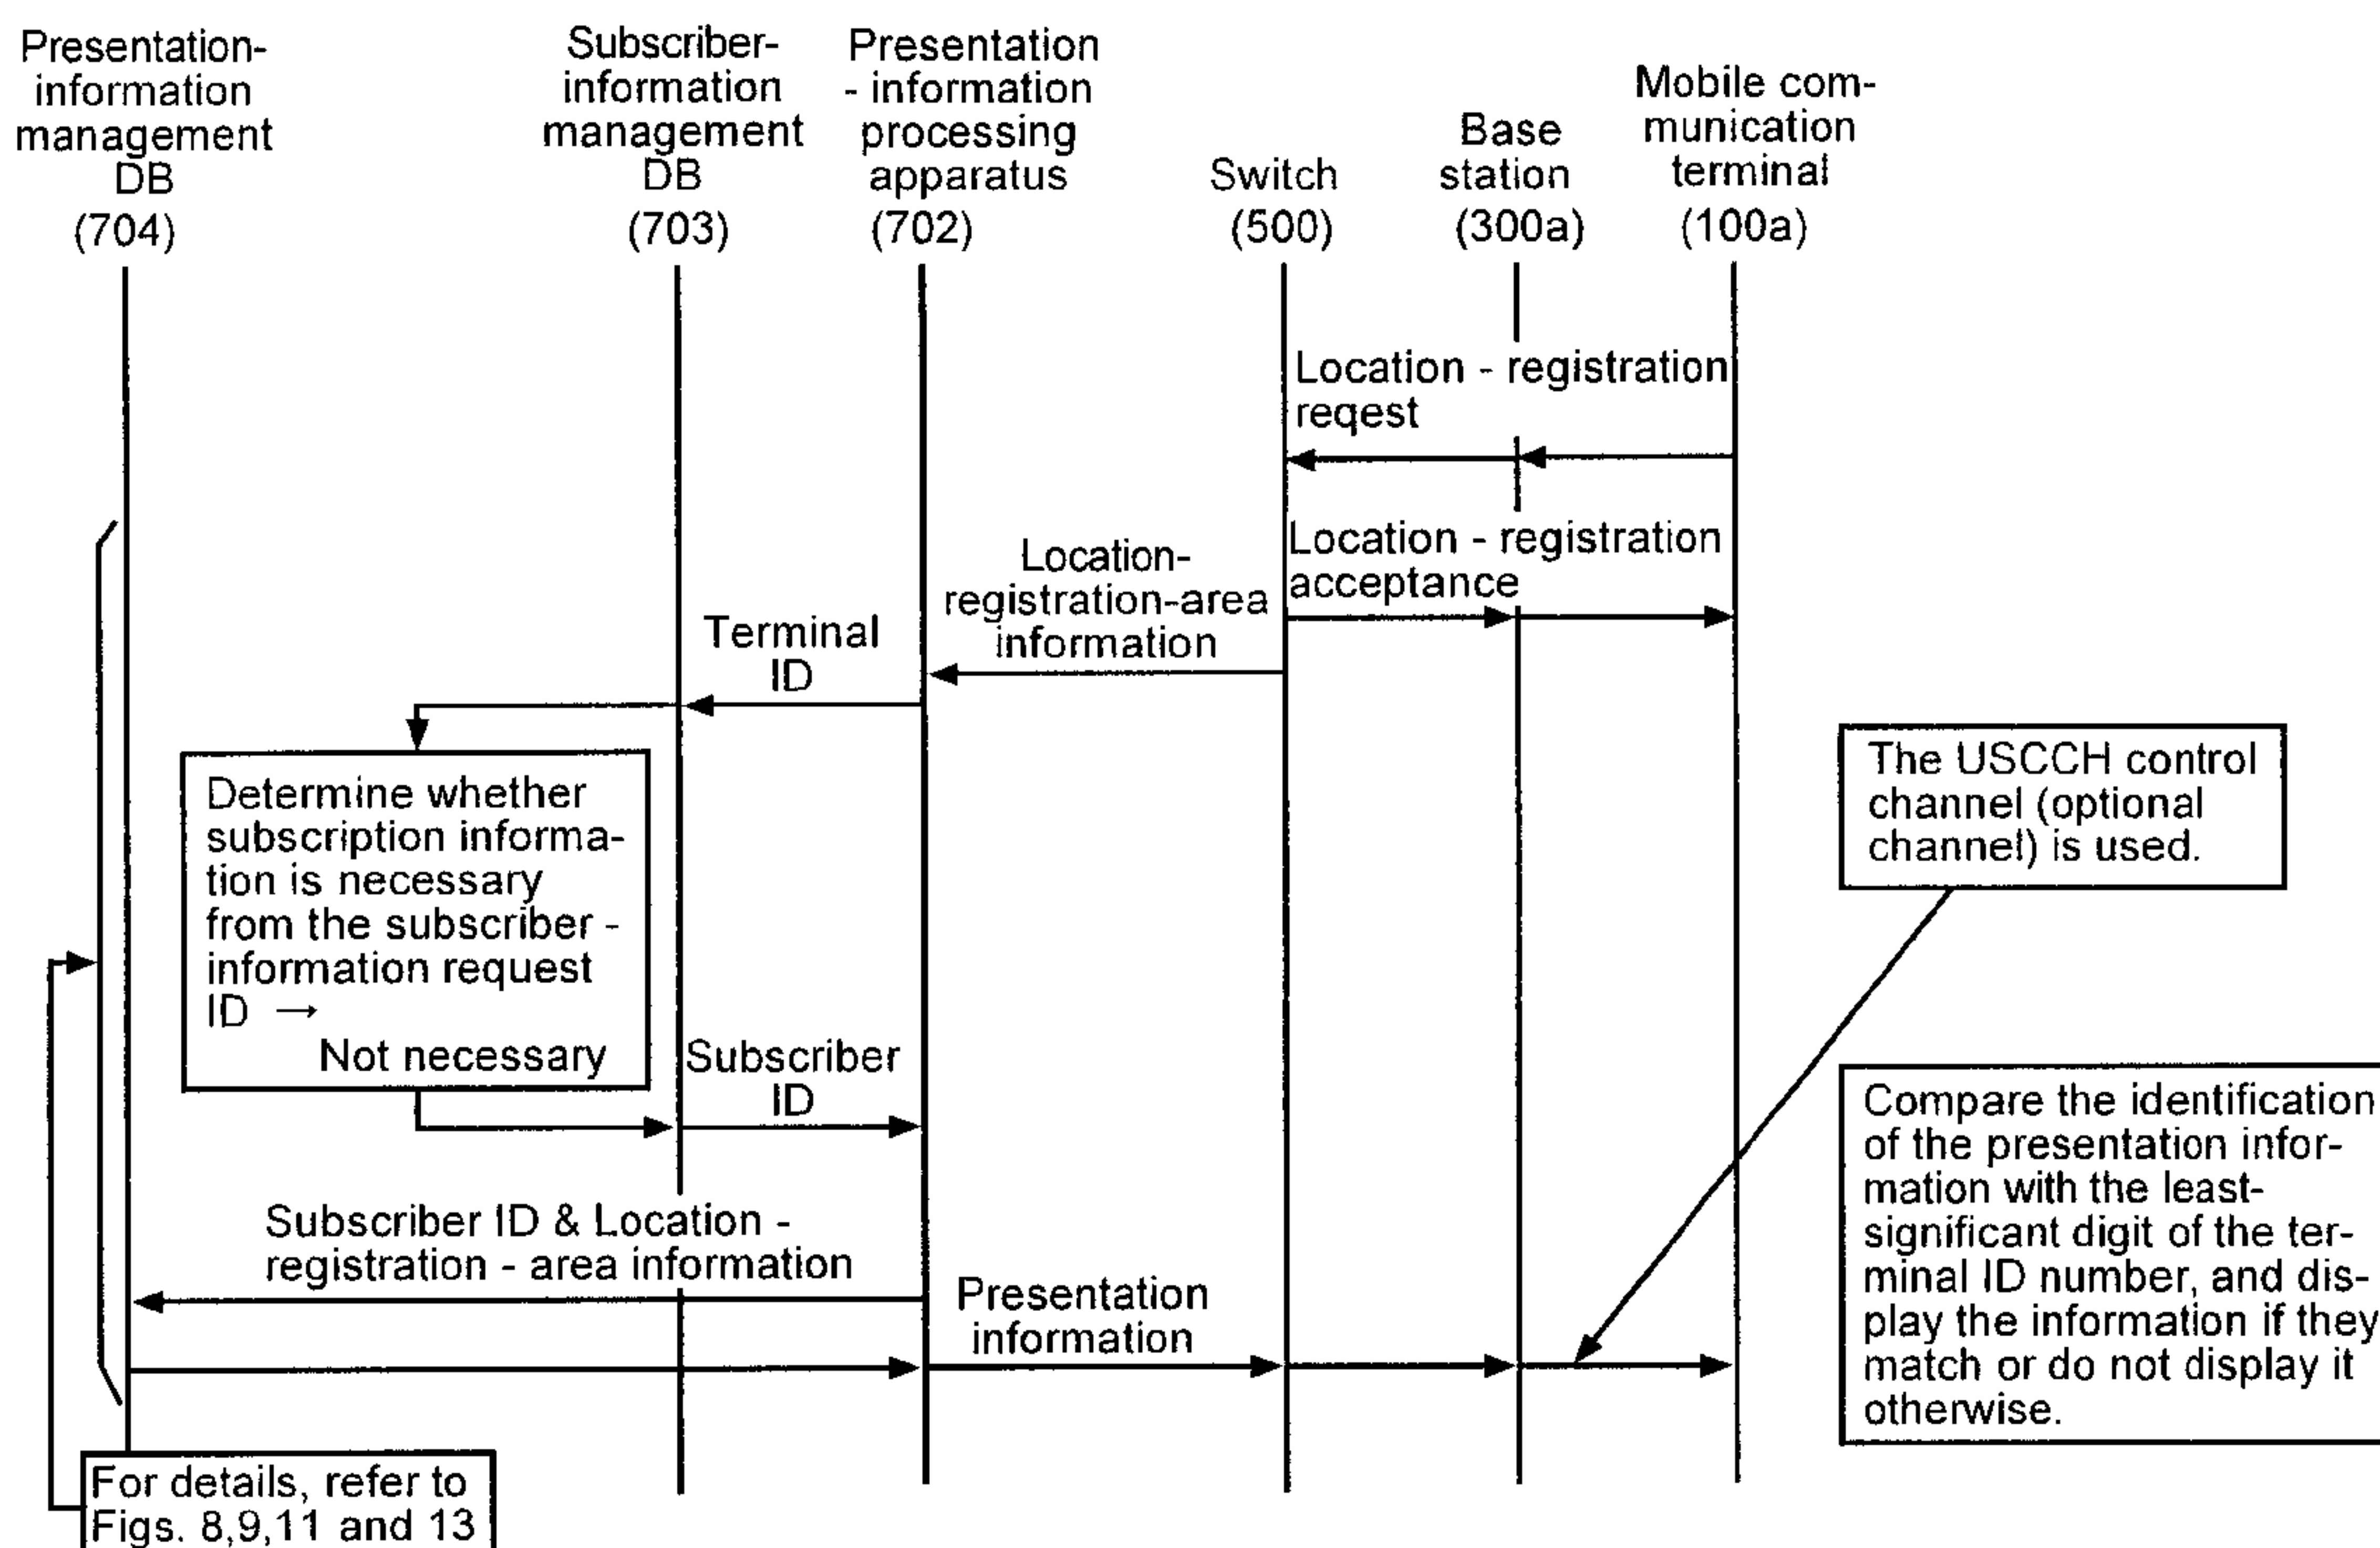 Presentation-
information
management
DB
(704)
Subscriber-
information
management
DB
(703)
Presentation
- information
processing
apparatus
(702)
Switch
(500)
Base
station
(300a)
Mobile com-
munication
terminal
(100a)
Location - registration
reqest
Location - registration
acceptance
Location-
registration-area
information
Terminal
ID
Determine whether
subscription informa-
tion is necessary
from the subscriber -
information request
ID →
Not necessary
Subscriber
ID
The USCCH control
channel (optional
channel) is used.
Compare the identification
of the presentation infor-
mation with the least-
significant digit of the ter-
minal ID number, and dis-
play the information if they
match or do not display it
otherwise.
Subscriber ID & Location -
registration - area information
Presentation
information
For details, refer to
Figs. 8,9,11 and 13